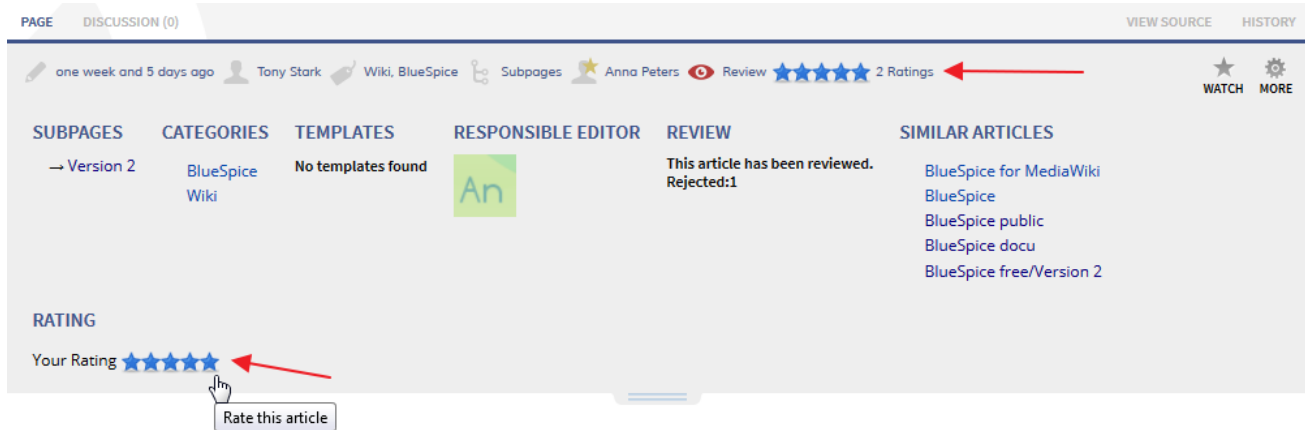 PAGE DISCUSSION (0) VIEW SOURCE HISTORY
one week and 5 days ago Tony Stark Wiki, BlueSpice Subpages Anna Peters Review 2 Ratings
WATCH MORE
SUBPAGES CATEGORIES TEMPLATES RESPONSIBLE EDITOR REVIEW SIMILAR ARTICLES
→ Version 2
BlueSpice
Wiki
No templates found
An
This article has been reviewed.
Rejected:1
BlueSpice for MediaWiki
BlueSpice
BlueSpice public
BlueSpice docu
BlueSpice free/Version 2
RATING
Your Rating
Rate this article